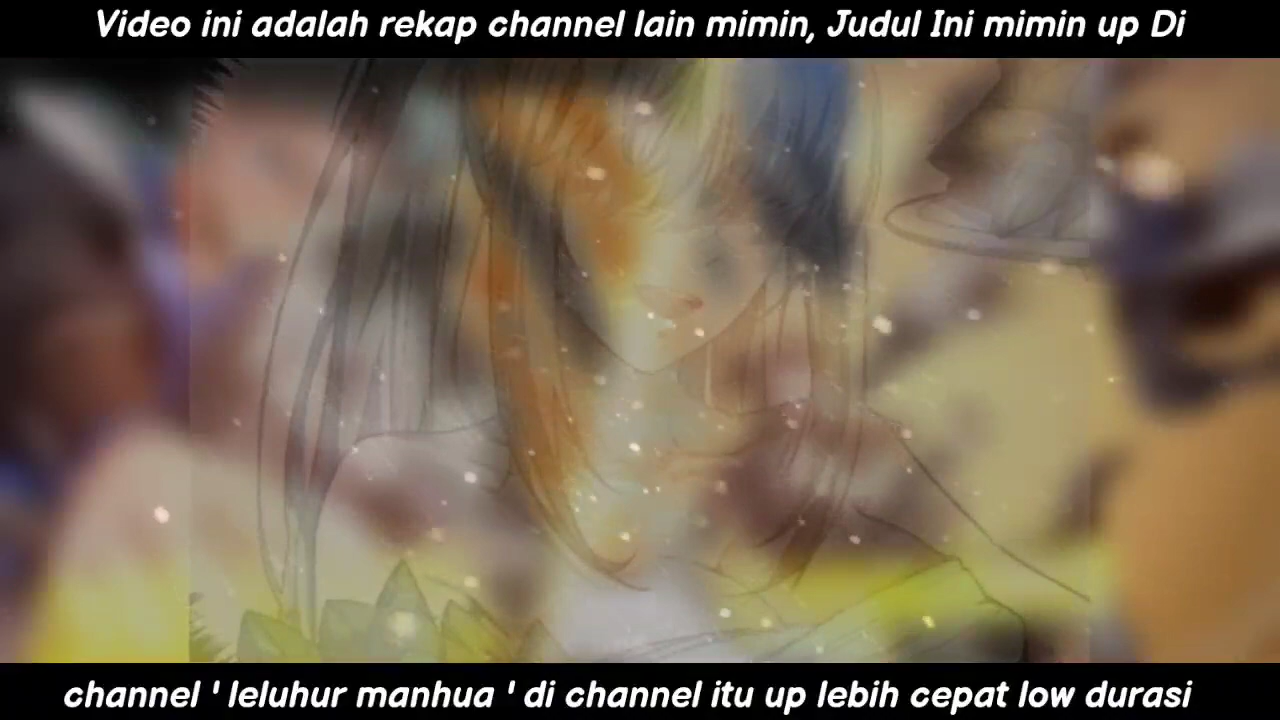 Video ini adalah rekap channel lain mimin, Judul Ini mimin up Di
channel ' leluhur manhua ' di channel itu up lebih cepat low durasi